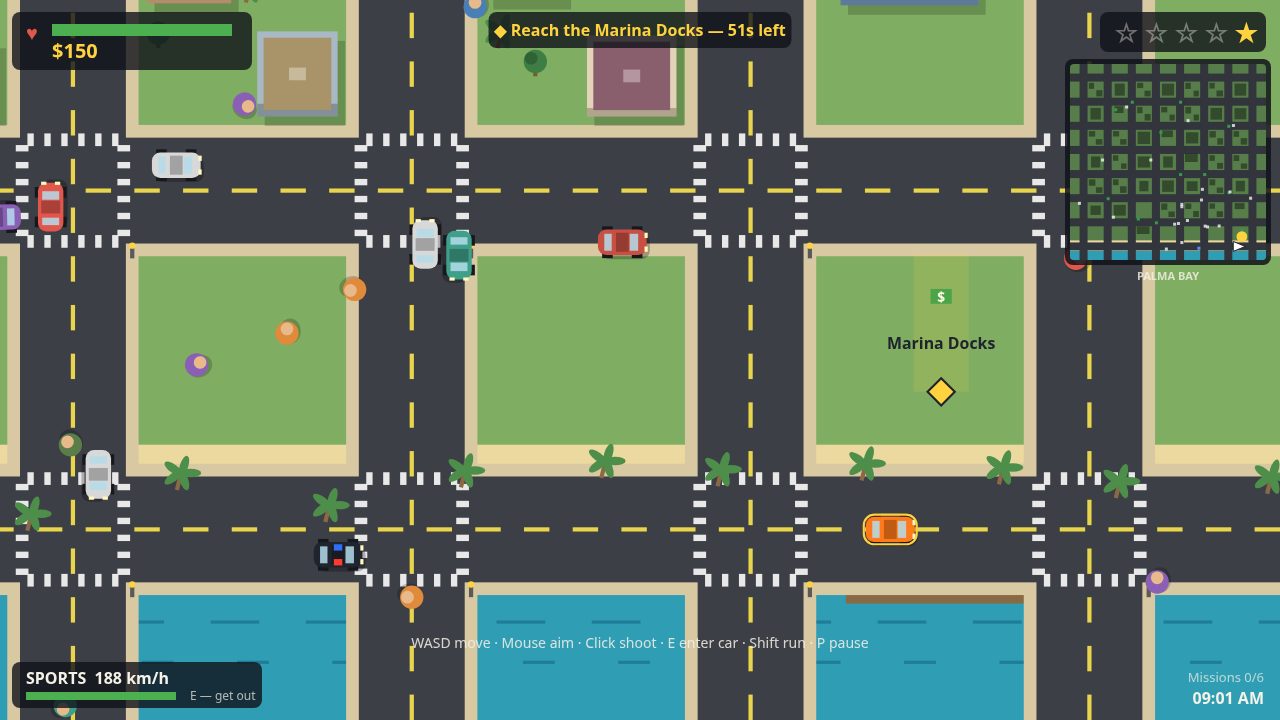 ♥
$150
◆ Reach the Marina Docks — 51s left
PALMA BAY
$
Marina Docks
WASD move · Mouse aim · Click shoot · E enter car · Shift run · P pause
SPORTS 188 km/h
E — get out
Missions 0/6
09:01 AM